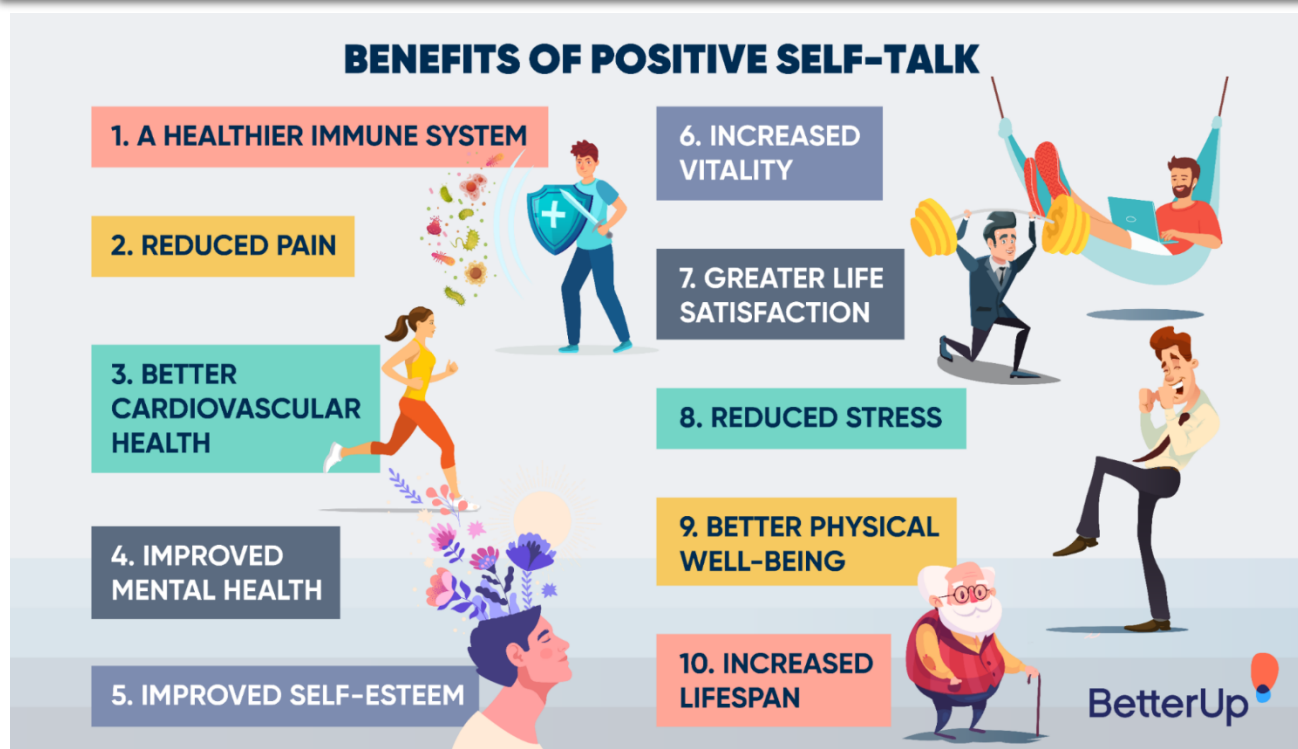 BENEFITS OF POSITIVE SELF-TALK
1. A HEALTHIER IMMUNE SYSTEM
2. REDUCED PAIN
3. BETTER
CARDIOVASCULAR
HEALTH
4. IMPROVED
MENTAL HEALTH
5. IMPROVED SELF-ESTEEM
6. INCREASED
VITALITY
7. GREATER LIFE
SATISFACTION
8. REDUCED STRESS
9. BETTER PHYSICAL
WELL-BEING
10. INCREASED
LIFESPAN
BetterUp